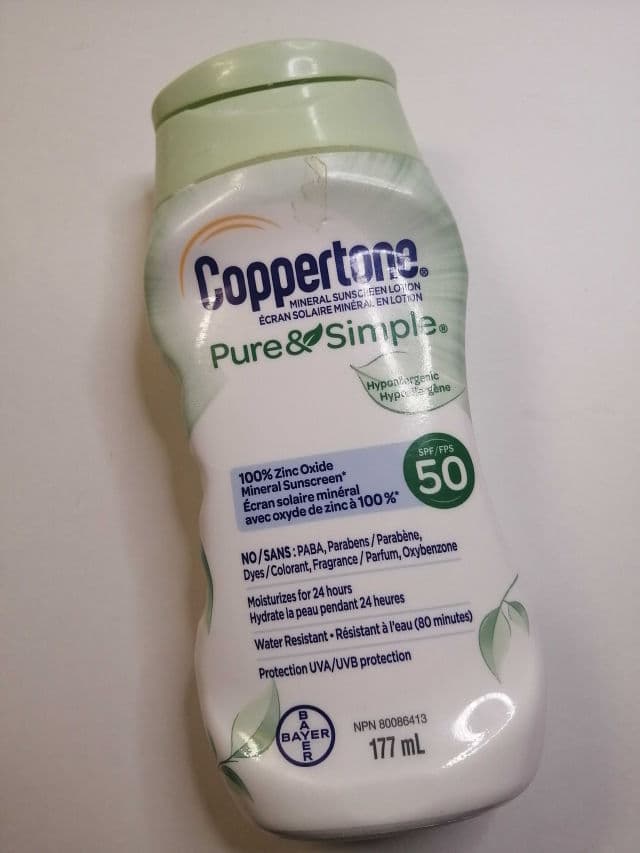 Coppertone®
MINERAL SUNSCREEN LOTION
ÉCRAN SOLAIRE MINÉRAL EN LOTION
Pure & Simple®
Hypoallergenic
Hypoallergène
SPF/FPS
50
100% Zinc Oxide
Mineral Sunscreen*
Écran solaire minéral
avec oxyde de zinc à 100 %*
NO/SANS : PABA, Parabens / Parabène,
Dyes / Colorant, Fragrance / Parfum, Oxybenzone
Moisturizes for 24 hours
Hydrate la peau pendant 24 heures
Water Resistant • Résistant à l'eau (80 minutes)
Protection UVA/UVB protection
BAYER
BAYER
NPN 80086413
177 mL